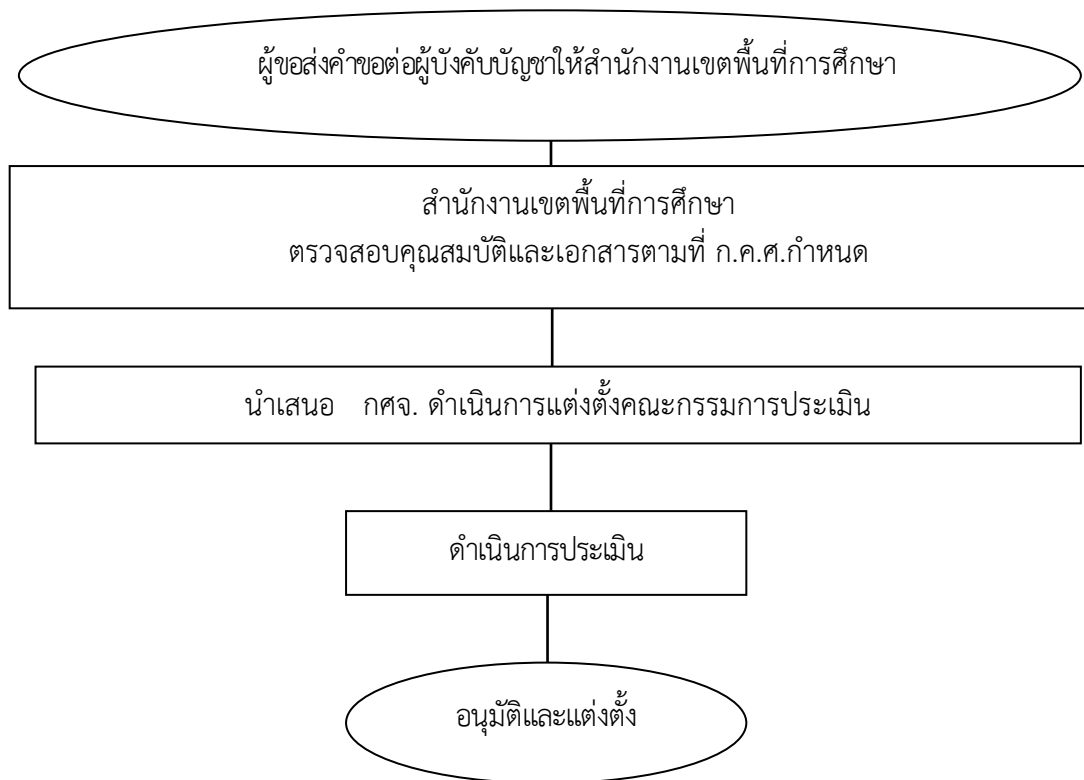 ผู้ขอส่งคำขอต่อผู้บังคับบัญชาให้สำนักงานเขตพื้นที่การศึกษา
สำนักงานเขตพื้นที่การศึกษา
ตรวจสอบคุณสมบัติและเอกสารตามที่ ก.ค.ศ.กำหนด
นำเสนอ กศจ. ดำเนินการแต่งตั้งคณะกรรมการประเมิน
ดำเนินการประเมิน
อนุมัติและแต่งตั้ง